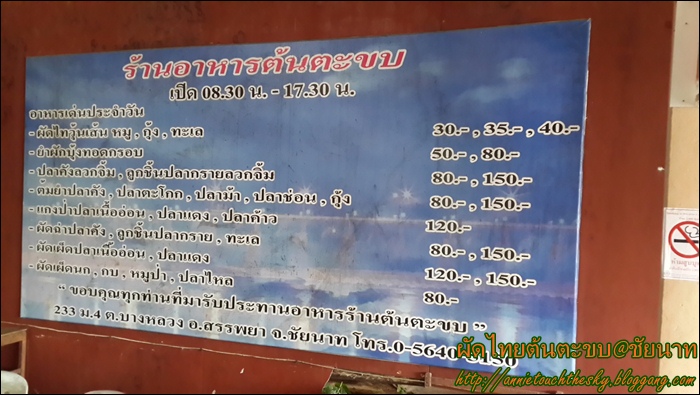 ร้านอาหารต้นตะขบ
เปิด 08.30 น. - 17.30 น.
อาหารเด่นประจำวัน
- ผัดไทวุ้นเส้น หมู , กุ้ง , ทะเล 30.- , 35.- , 40.-
- ยำผักบุ้งทอดกรอบ 50.- , 80.-
- ปลาคังลวกจิ้ม , ลูกชิ้นปลากรายลวกจิ้ม 80.- , 150.-
- ต้มยำปลาคัง , ปลาตะโกก , ปลาม้า , ปลาช่อน , กุ้ง 80.- , 150.-
- แกงป่าปลาเนื้ออ่อน , ปลาแดง , ปลาค้าว 120.-
- ผัดฉ่าปลาคัง , ลูกชิ้นปลากราย , ทะเล 80.- , 150.-
- ผัดเผ็ดปลาเนื้ออ่อน , ปลาแดง 120.- , 150.-
- ผัดเผ็ดนก , กบ , หมูป่า , ปลาไหล 80.-
“ ขอบคุณทุกท่านที่มารับประทานอาหารร้านต้นตะขบ ”
233 ม.4 ต.บางหลวง อ.สรรพยา จ.ชัยนาท โทร.0-5640-
ห้ามสูบบุหรี่
ผัดไทยต้นตะขบ@ชัยนาท
http://annietouchthesky.bloggang.com